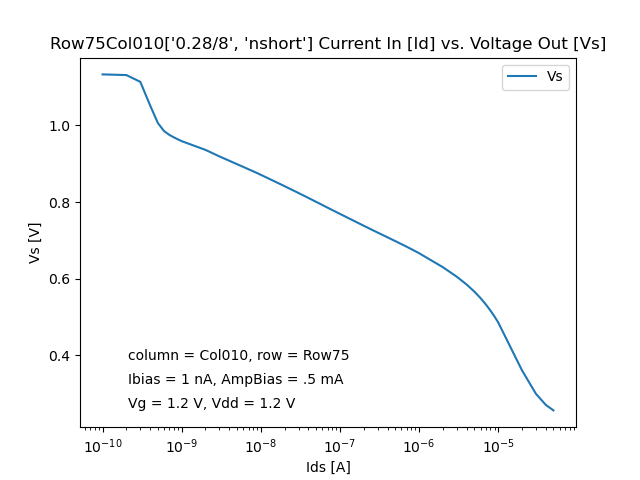 Row75Col010['0.28/8', 'nshort'] Current In [Id] vs. Voltage Out [Vs]
Vs
1.0
0.8
0.6
0.4
Vs [V]
column = Col010, row = Row75
Ibias = 1 nA, AmpBias = .5 mA
Vg = 1.2 V, Vdd = 1.2 V
10⁻¹⁰
10⁻⁹
10⁻⁸
10⁻⁷
10⁻⁶
10⁻⁵
Ids [A]